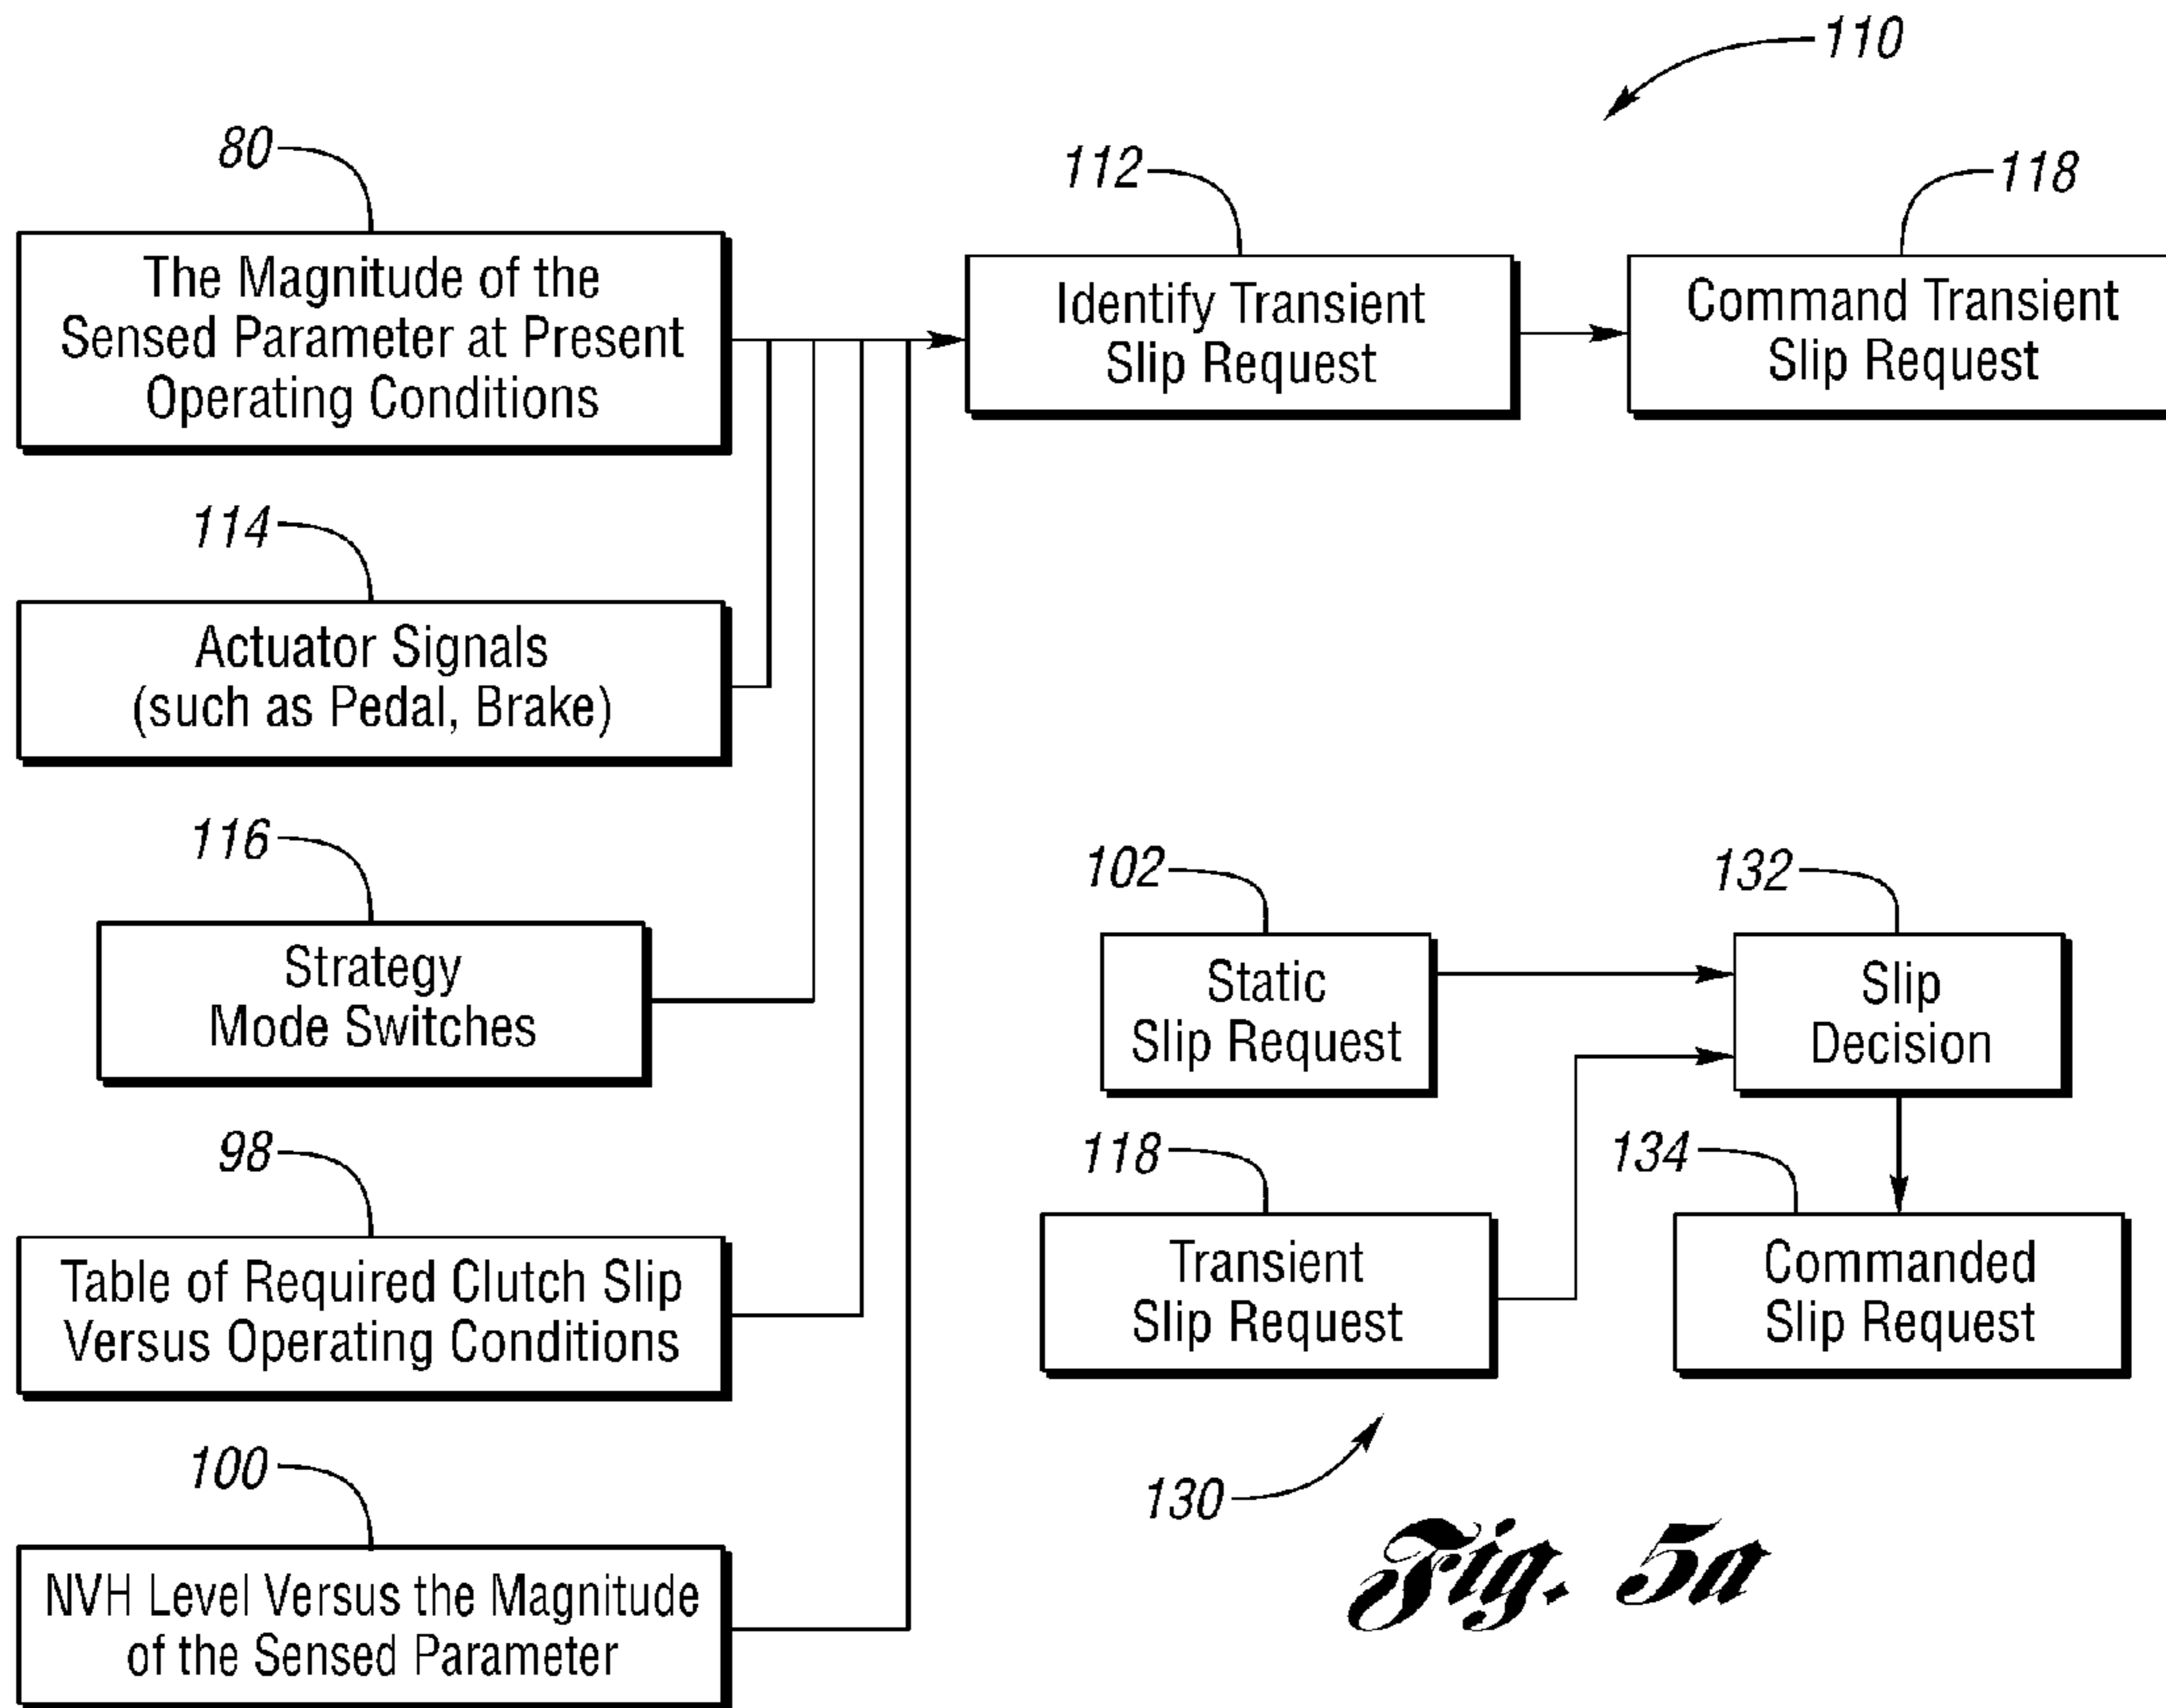 110
80
The Magnitude of the
Sensed Parameter at Present
Operating Conditions
112
Identify Transient
Slip Request
118
Command Transient
Slip Request
114
Actuator Signals
(such as Pedal, Brake)
116
Strategy
Mode Switches
98
Table of Required Clutch Slip
Versus Operating Conditions
100
NVH Level Versus the Magnitude
of the Sensed Parameter
102
Static
Slip Request
132
Slip
Decision
118
Transient
Slip Request
134
Commanded
Slip Request
130
Fig. 5a